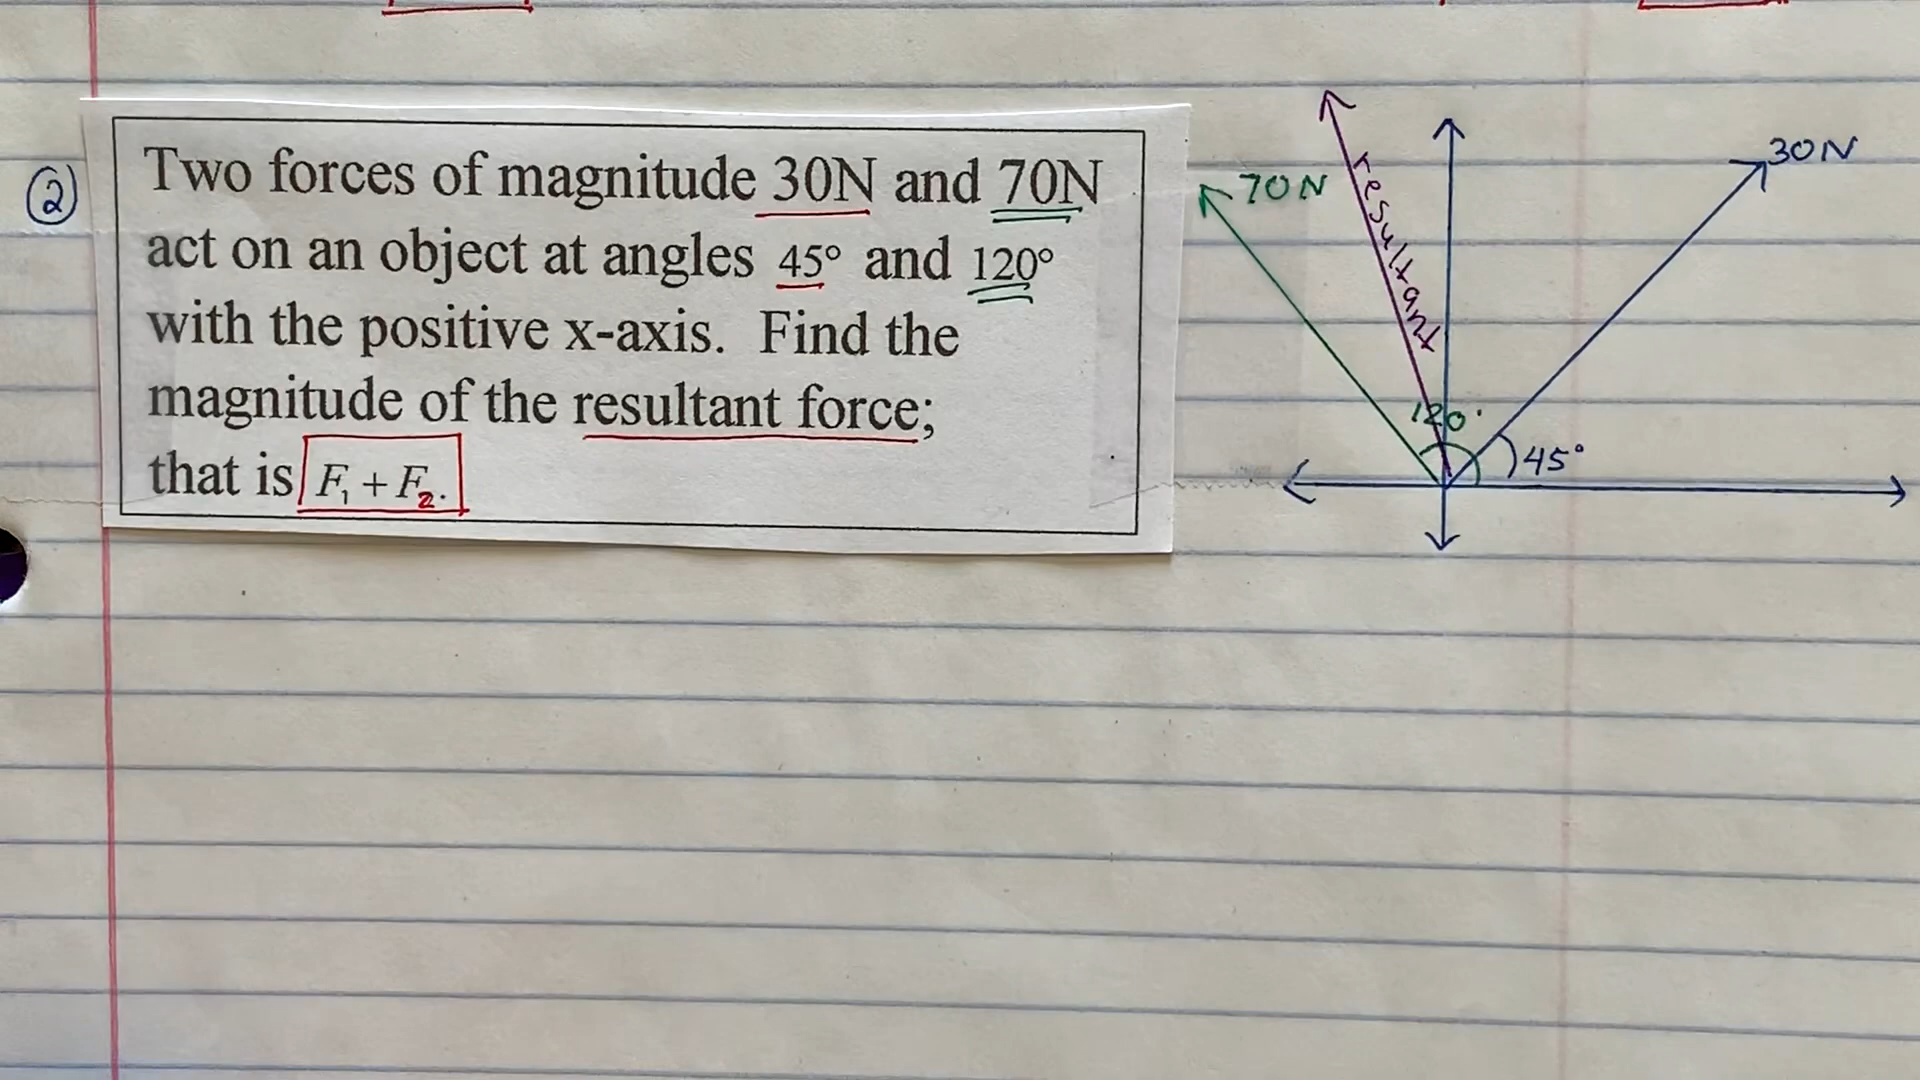 2
Two forces of magnitude 30N and 70N
act on an object at angles 45° and 120°
with the positive x-axis. Find the
magnitude of the resultant force;
that is F₁ + F₂.
70N
resultant
30N
120°
45°